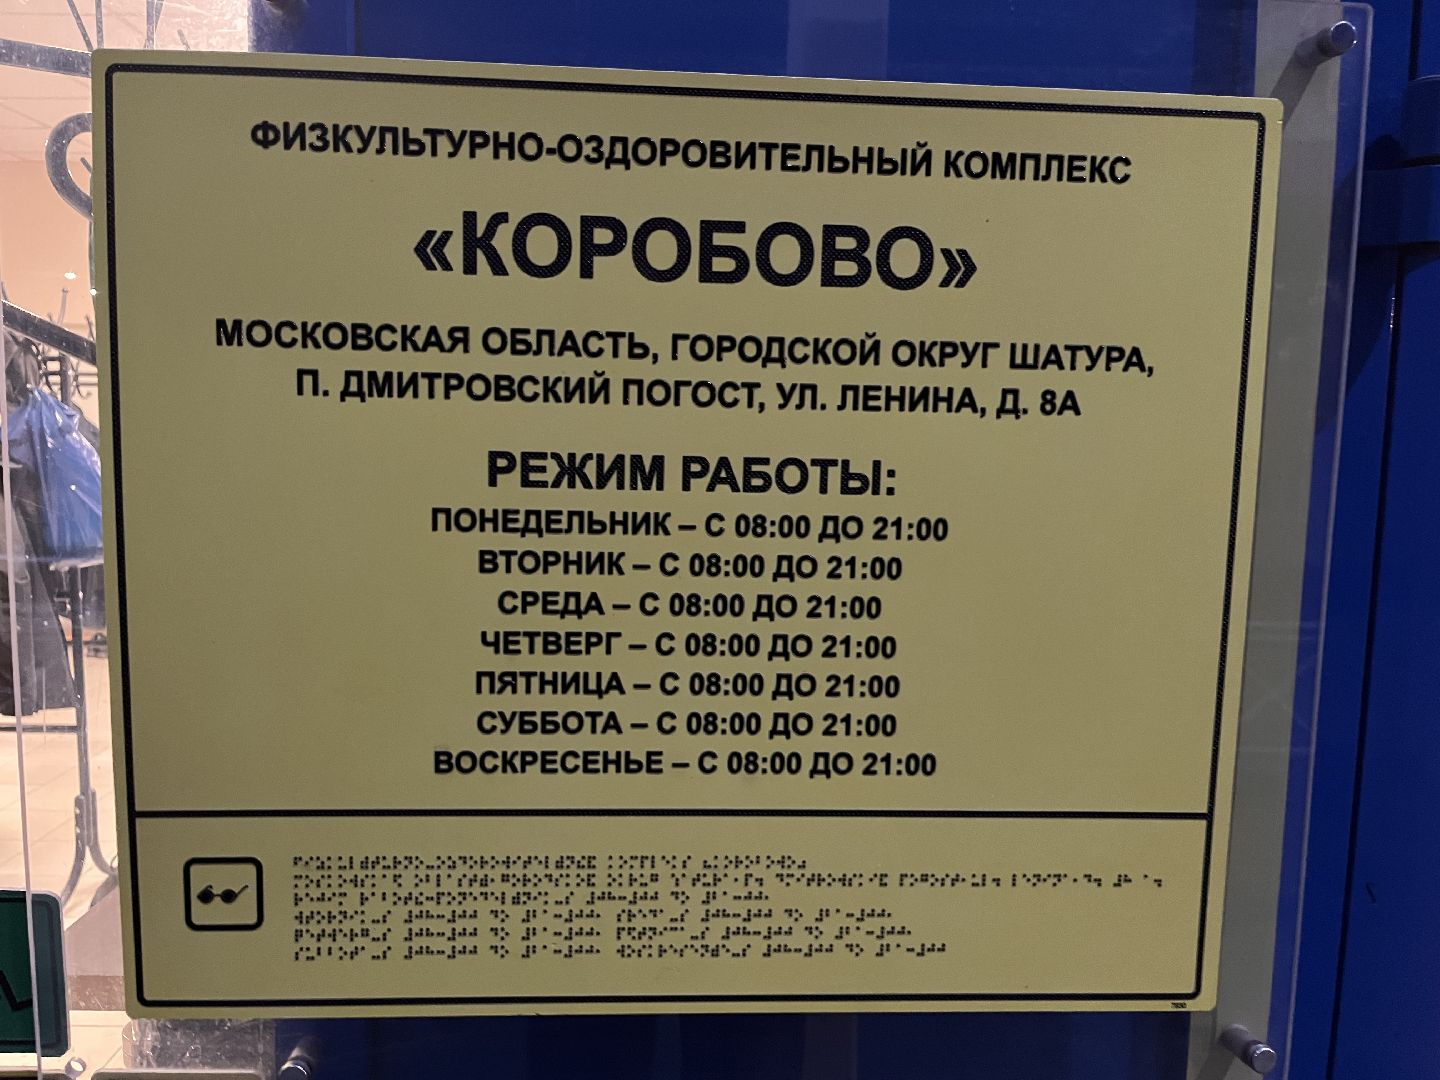 ФИЗКУЛЬТУРНО-ОЗДОРОВИТЕЛЬНЫЙ КОМПЛЕКС
«КОРОБОВО»
МОСКОВСКАЯ ОБЛАСТЬ, ГОРОДСКОЙ ОКРУГ ШАТУРА,
П. ДМИТРОВСКИЙ ПОГОСТ, УЛ. ЛЕНИНА, Д. 8А
РЕЖИМ РАБОТЫ:
ПОНЕДЕЛЬНИК – С 08:00 ДО 21:00
ВТОРНИК – С 08:00 ДО 21:00
СРЕДА – С 08:00 ДО 21:00
ЧЕТВЕРГ – С 08:00 ДО 21:00
ПЯТНИЦА – С 08:00 ДО 21:00
СУББОТА – С 08:00 ДО 21:00
ВОСКРЕСЕНЬЕ – С 08:00 ДО 21:00